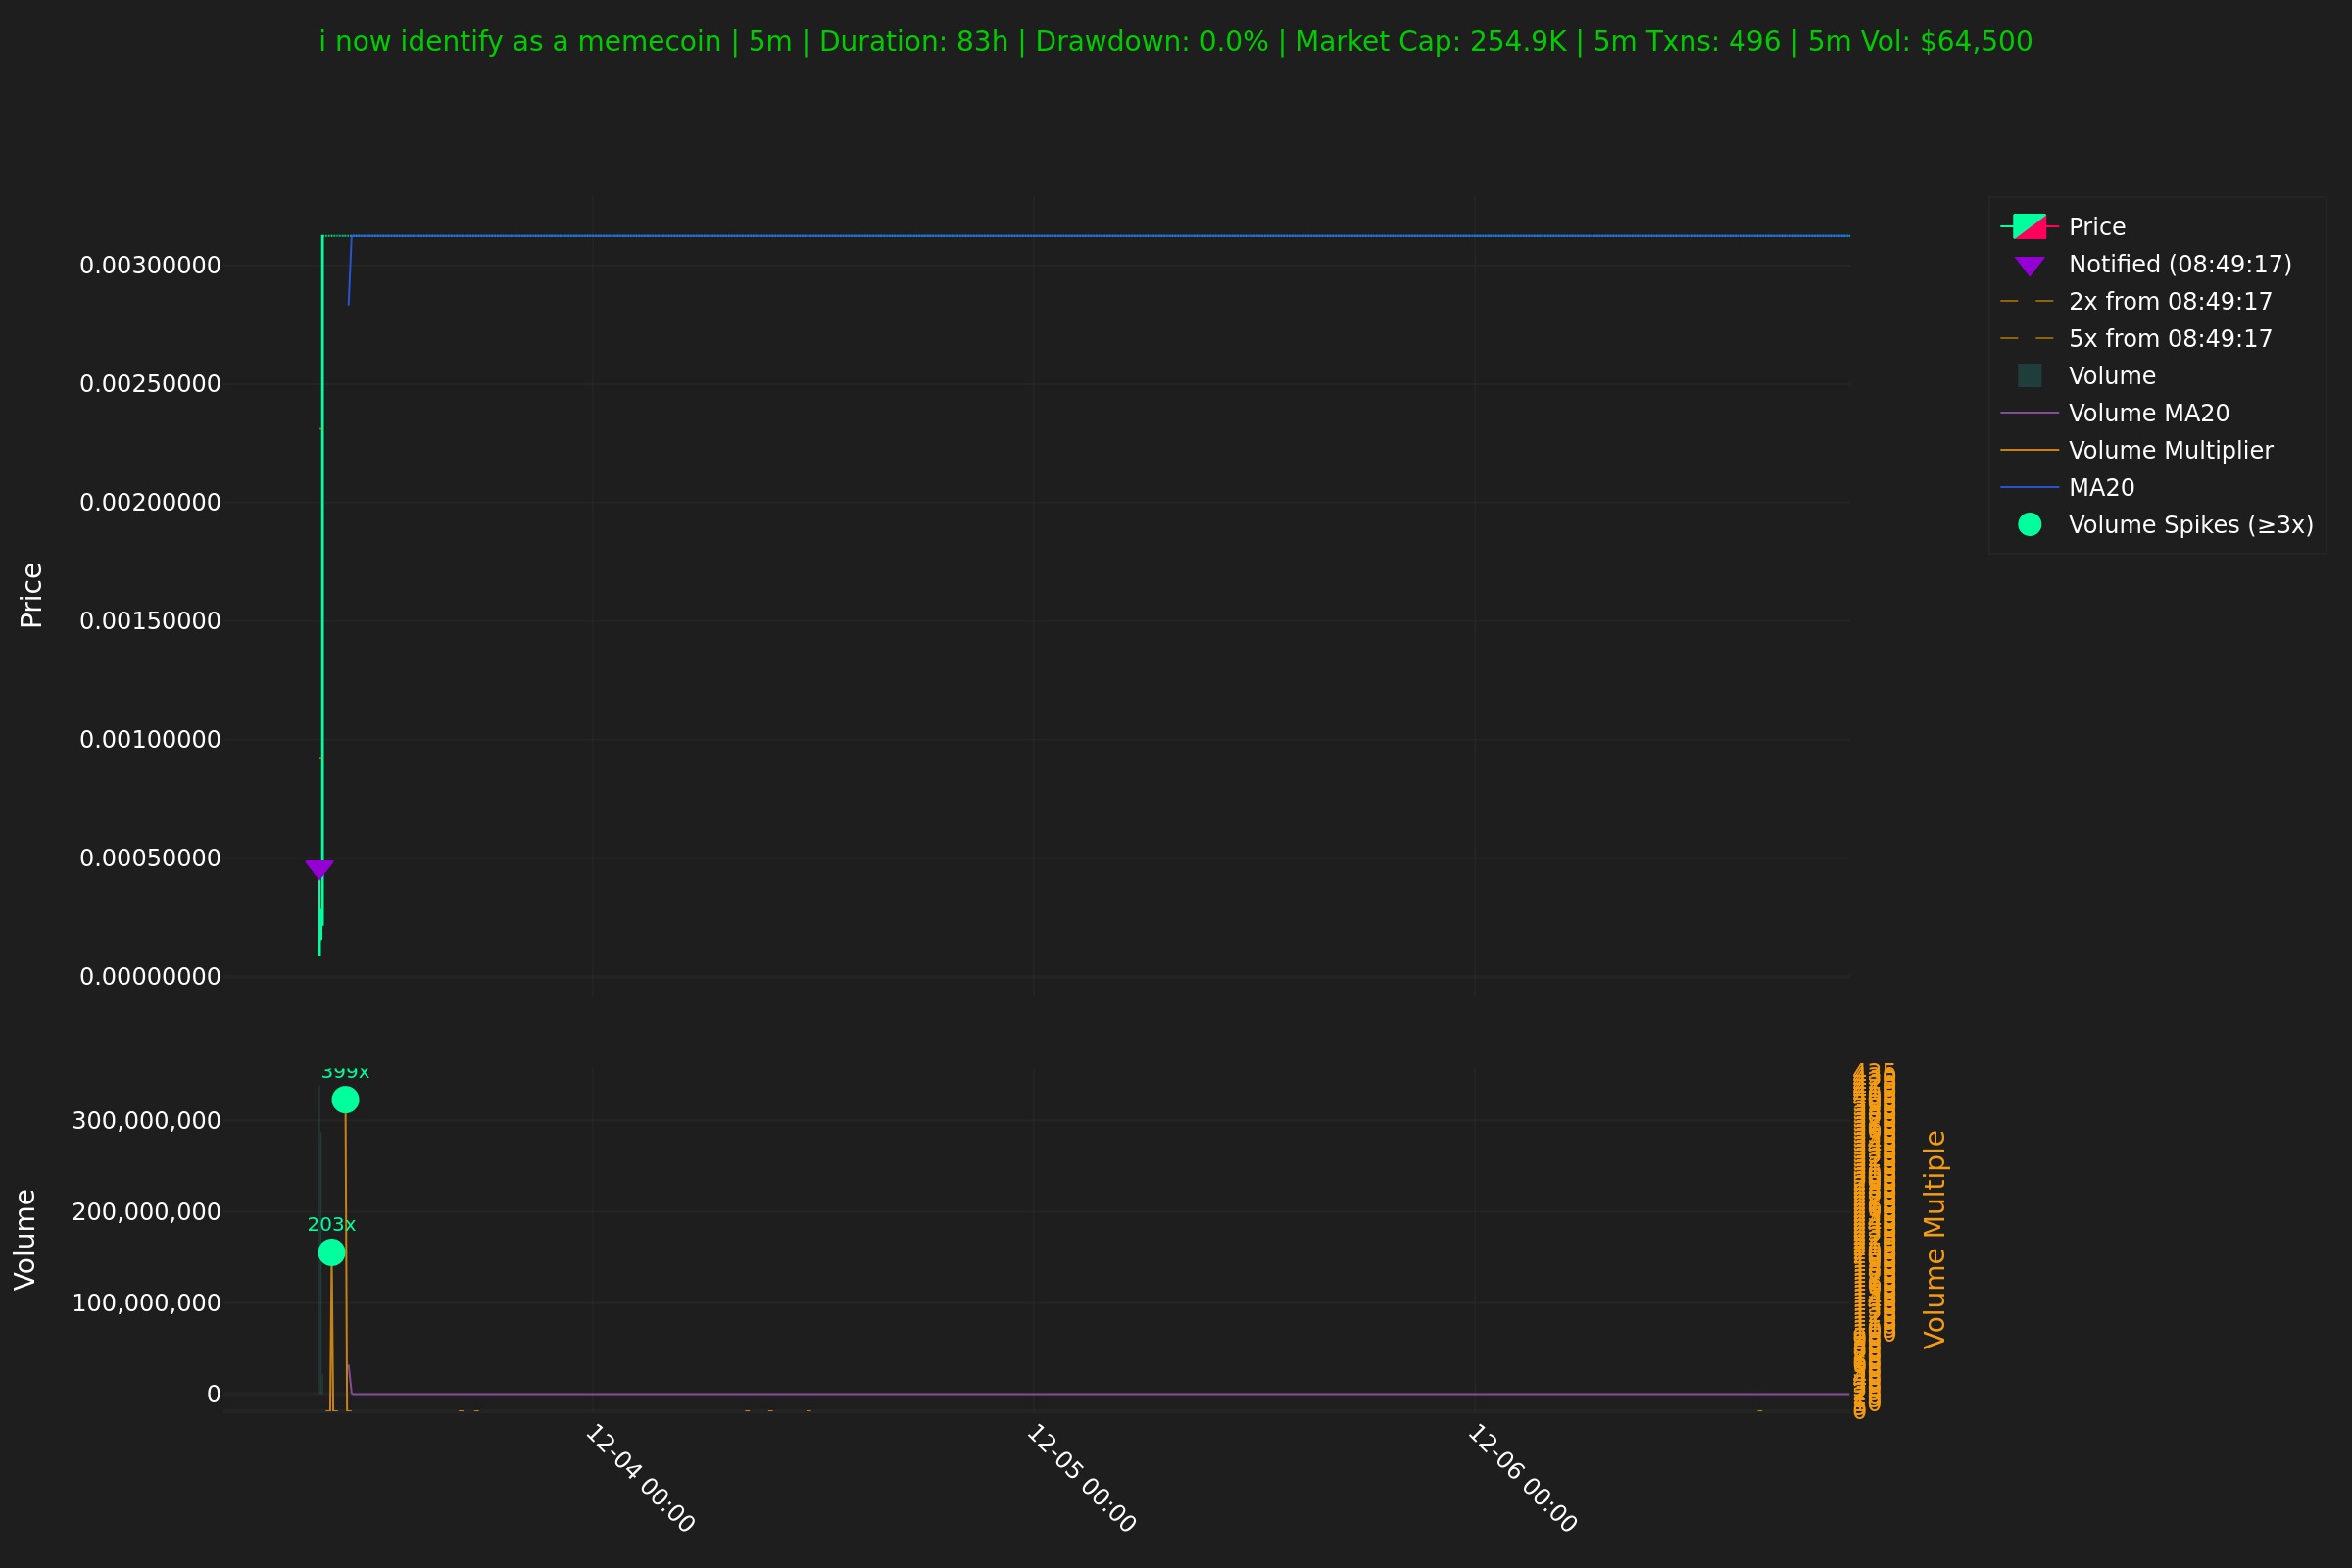 i now identify as a memecoin | 5m | Duration: 83h | Drawdown: 0.0% | Market Cap: 254.9K | 5m Txns: 496 | 5m Vol: $64,500
Price
Notified (08:49:17)
2x from 08:49:17
5x from 08:49:17
Volume
Volume MA20
Volume Multiplier
MA20
Volume Spikes (≥3x)
0.00300000
0.00250000
0.00200000
0.00150000
0.00100000
0.00050000
0.00000000
Price
399x
203x
300,000,000
200,000,000
100,000,000
0
Volume
Volume Multiple
12-04 00:00
12-05 00:00
12-06 00:00